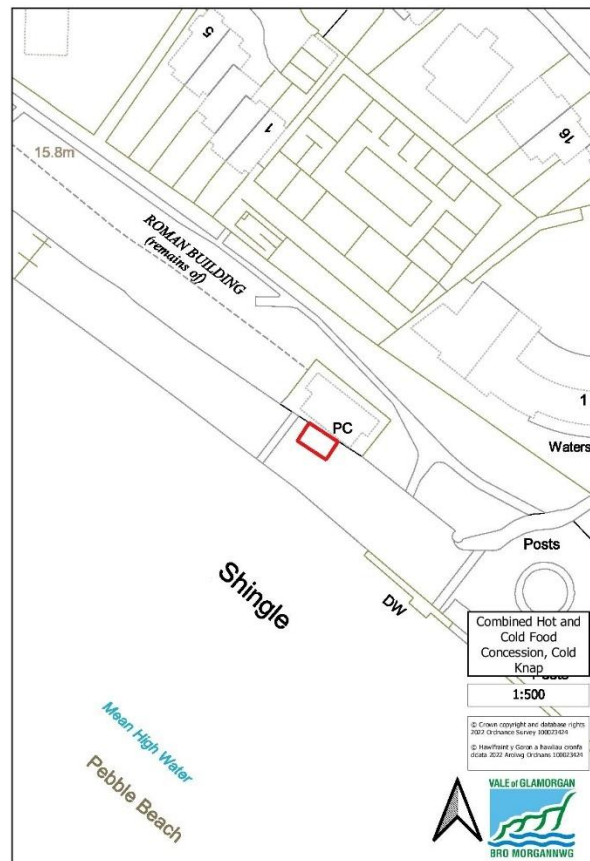 5
1
16
15.8m
ROMAN BUILDING
(remains of)
PC
1
Waters
Posts
Shingle
DW
Combined Hot and
Cold Food
Concession, Cold
Knap
1:500
© Crown copyright and database rights
2022 Ordnance Survey 100023424
© Hawlfraint y Goron a hawliau cronfa
ddata 2022 Arolwg Ordnans 100023424
Mean High Water
Pebble Beach
VALE of GLAMORGAN
BRO MORGANNWG